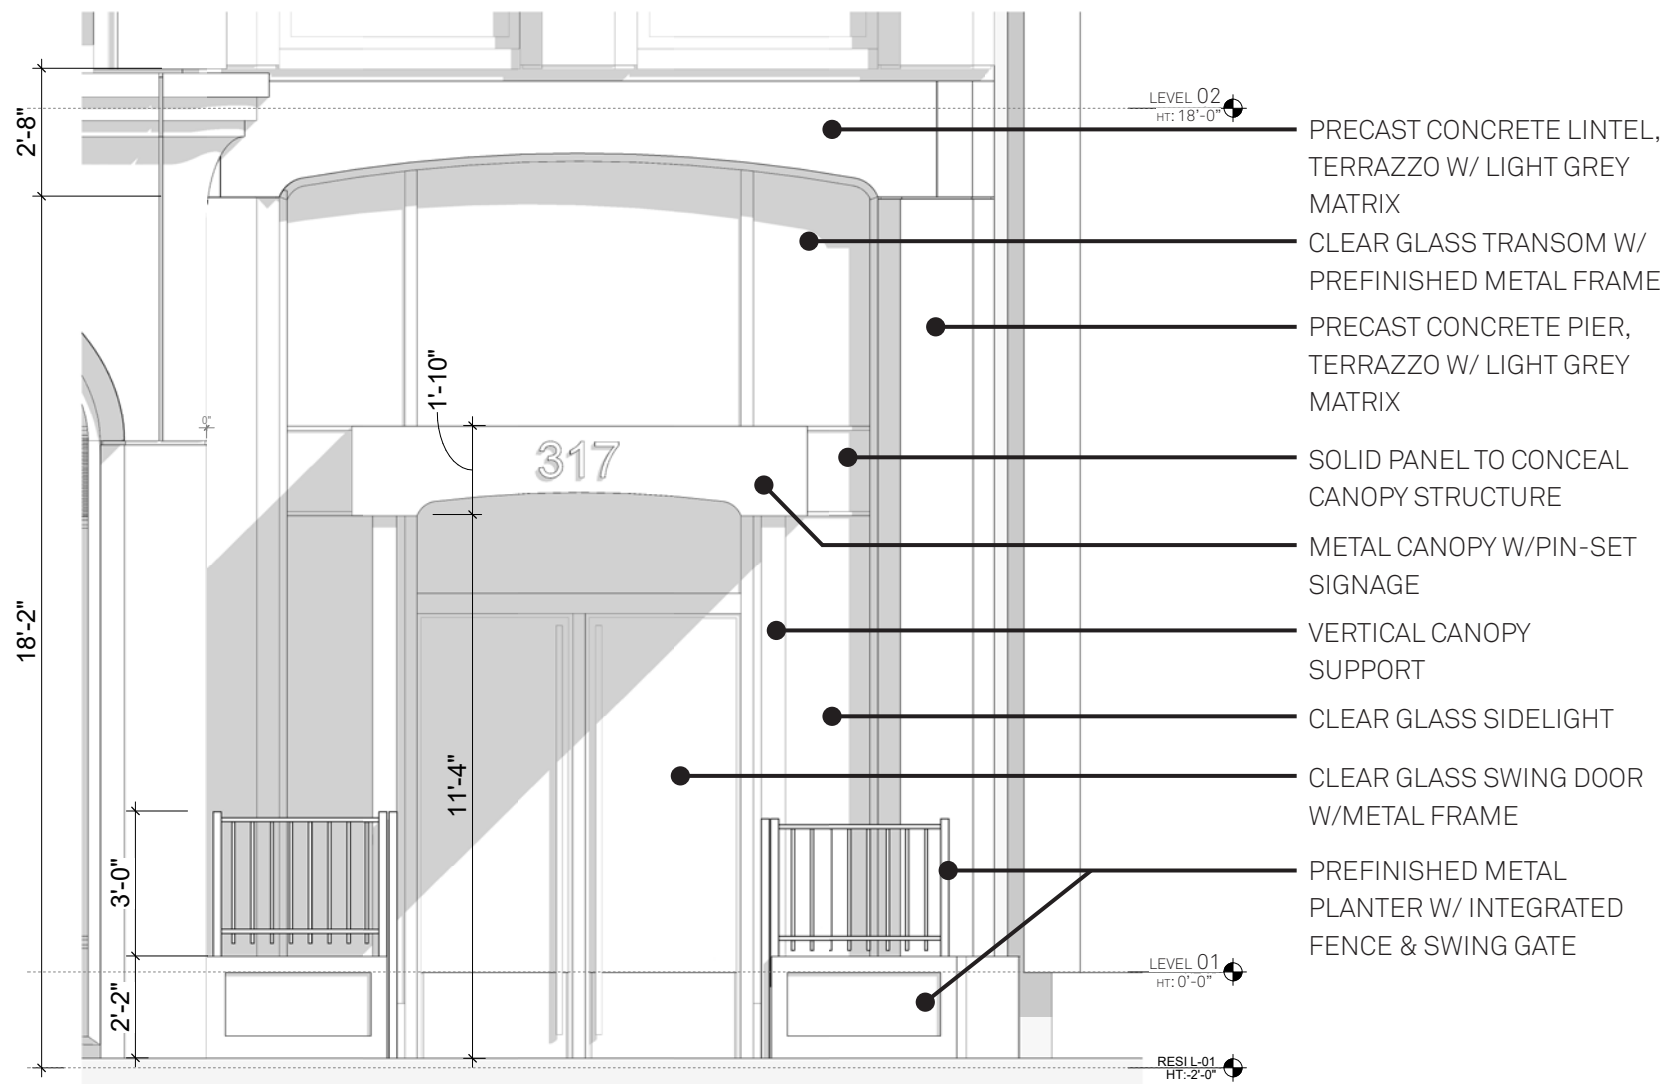 LEVEL 02
HT: 18'-0"
PRECAST CONCRETE LINTEL,
TERRAZZO W/ LIGHT GREY
MATRIX
CLEAR GLASS TRANSOM W/
PREFINISHED METAL FRAME
PRECAST CONCRETE PIER,
TERRAZZO W/ LIGHT GREY
MATRIX
SOLID PANEL TO CONCEAL
CANOPY STRUCTURE
METAL CANOPY W/PIN-SET
SIGNAGE
VERTICAL CANOPY
SUPPORT
CLEAR GLASS SIDELIGHT
CLEAR GLASS SWING DOOR
W/METAL FRAME
PREFINISHED METAL
PLANTER W/ INTEGRATED
FENCE & SWING GATE
2'-8"
18'-2"
0"
1'-10"
317
11'-4"
3'-0"
2'-2"
LEVEL 01
HT: 0'-0"
RESI L-01
HT:-2'-0"